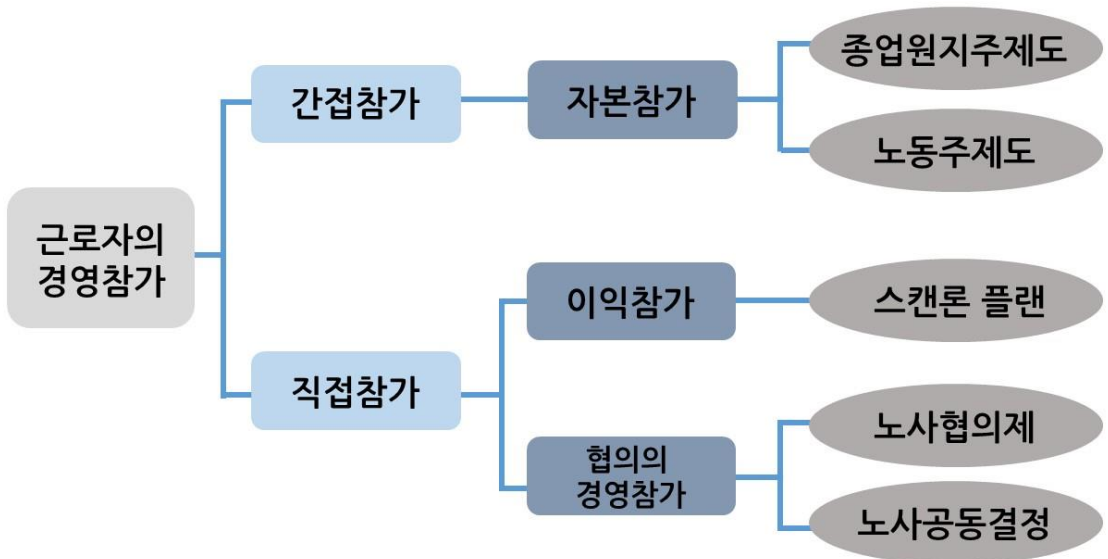 근로자의
경영참가
간접참가
자본참가
종업원지주제도
노동주제도
직접참가
이익참가
스캔론 플랜
협의의
경영참가
노사협의제
노사공동결정